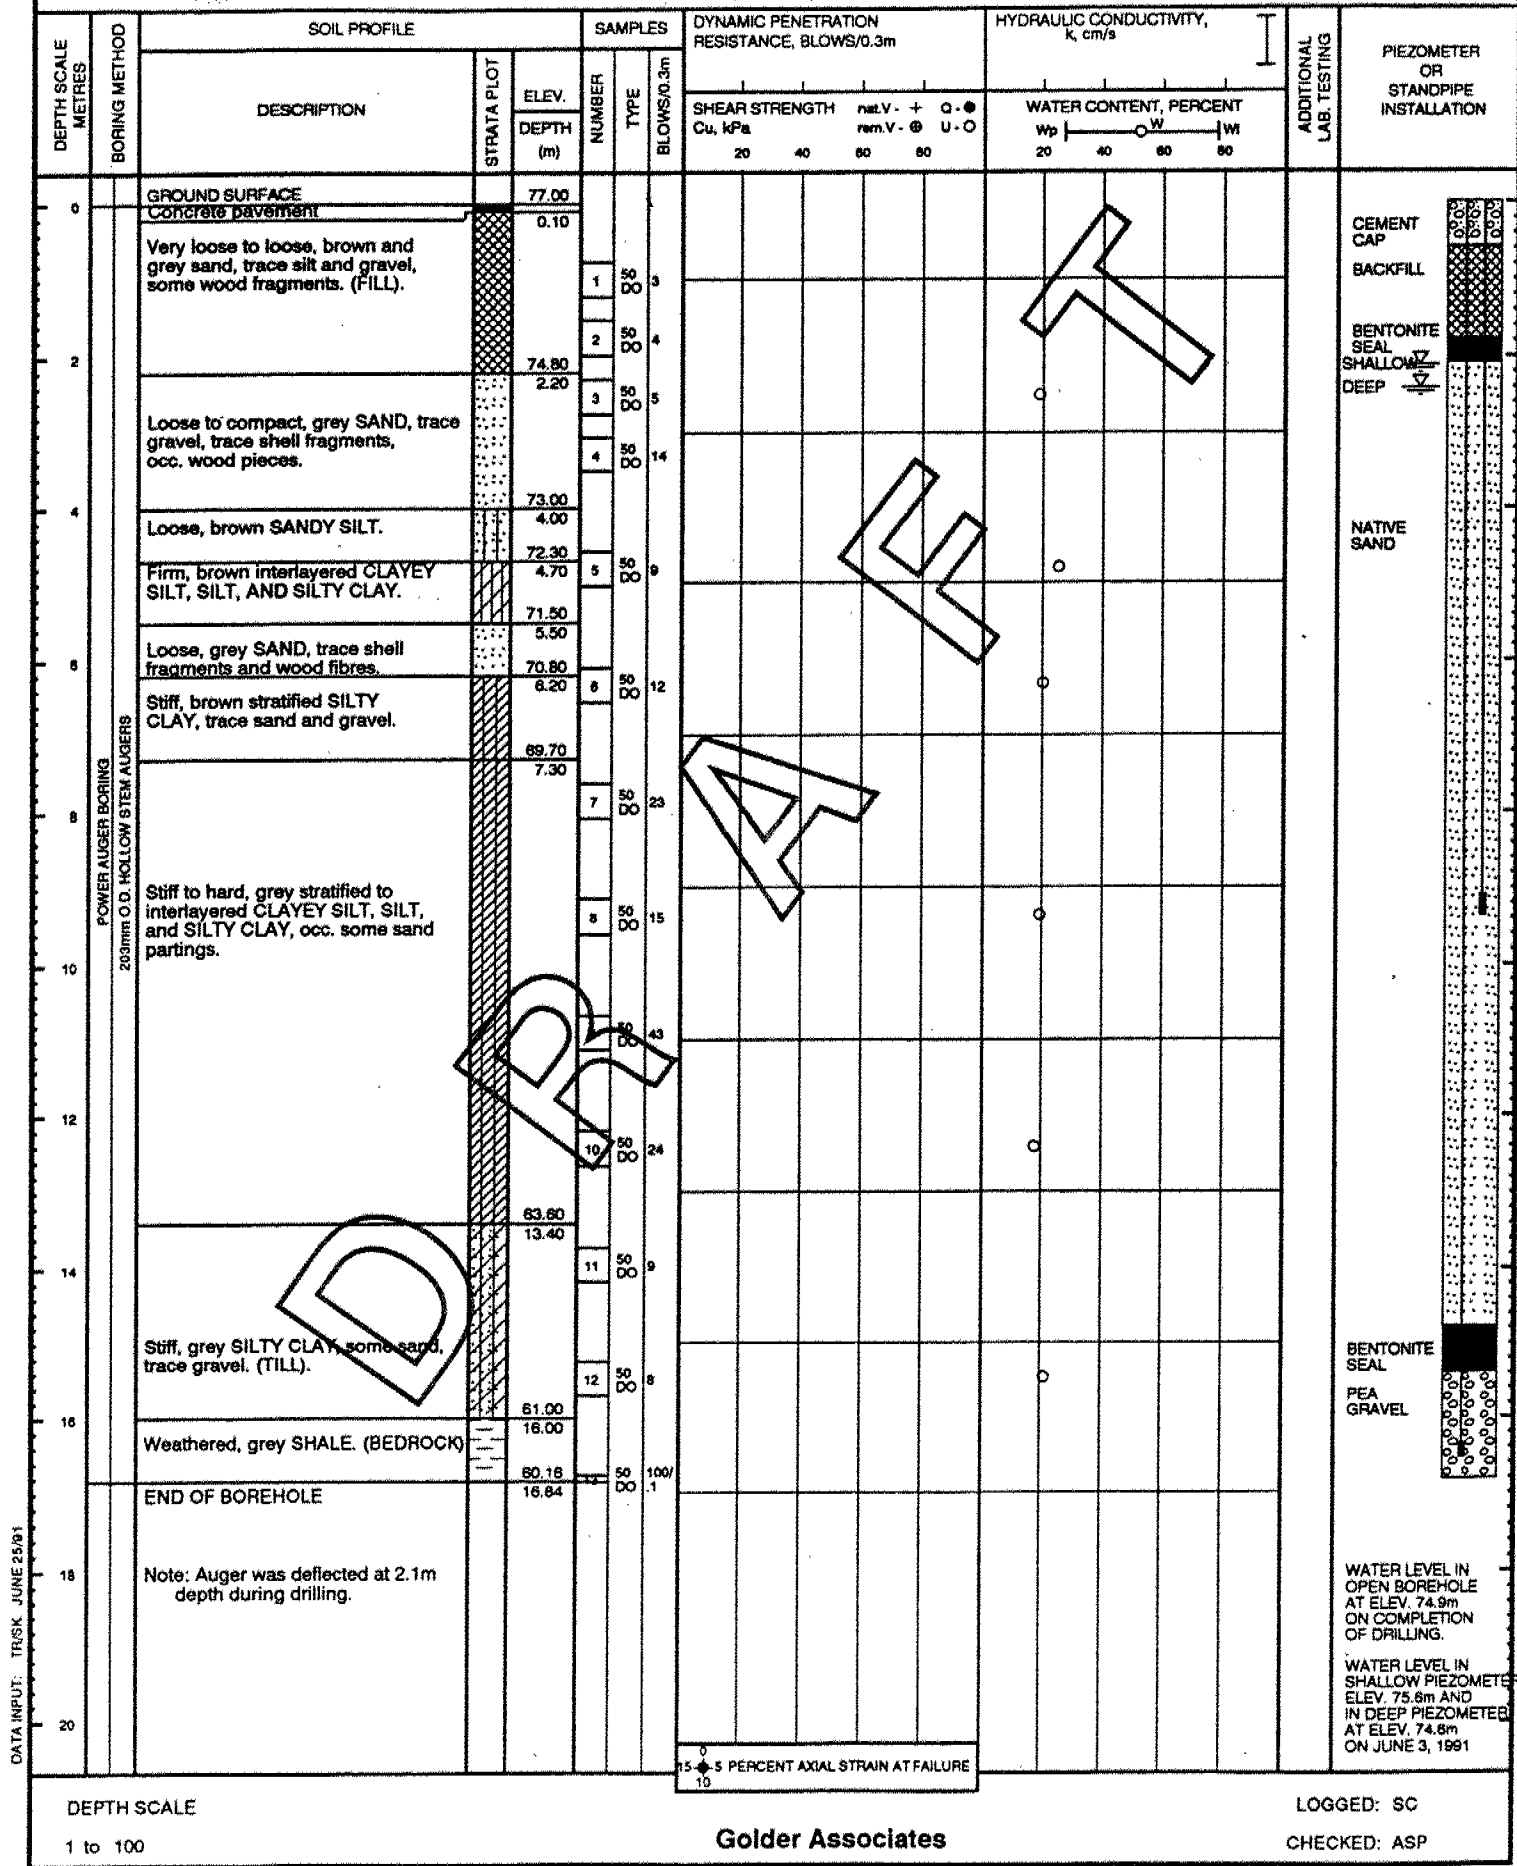 DEPTH SCALE
METRES
BORING METHOD
SOIL PROFILE
DESCRIPTION
STRATA PLOT
ELEV.
DEPTH
(m)
SAMPLES
NUMBER
TYPE
BLOWS/0.3m
DYNAMIC PENETRATION
RESISTANCE, BLOWS/0.3m
SHEAR STRENGTH nat.V - + Q - ●
Cu, kPa rem.V - ⊕ U - O
20 40 60 80
HYDRAULIC CONDUCTIVITY,
k, cm/s
WATER CONTENT, PERCENT
Wp W Wl
20 40 60 80
ADDITIONAL
LAB. TESTING
PIEZOMETER
OR
STANDPIPE
INSTALLATION
0
2
4
6
8
10
12
14
16
18
20
POWER AUGER BORING
203mm O.D. HOLLOW STEM AUGERS
GROUND SURFACE 77.00
Concrete pavement 0.10
Very loose to loose, brown and
grey sand, trace silt and gravel,
some wood fragments. (FILL).
74.80
2.20
Loose to compact, grey SAND, trace
gravel, trace shell fragments,
occ. wood pieces.
73.00
4.00
Loose, brown SANDY SILT.
72.30
Firm, brown interlayered CLAYEY 4.70
SILT, SILT, AND SILTY CLAY.
71.50
5.50
Loose, grey SAND, trace shell
fragments and wood fibres. 70.80
6.20
Stiff, brown stratified SILTY
CLAY, trace sand and gravel.
69.70
7.30
Stiff to hard, grey stratified to
interlayered CLAYEY SILT, SILT,
and SILTY CLAY, occ. some sand
partings.
63.60
13.40
Stiff, grey SILTY CLAY, some sand,
trace gravel. (TILL).
61.00
16.00
Weathered, grey SHALE. (BEDROCK)
60.16
END OF BOREHOLE 16.84
Note: Auger was deflected at 2.1m
depth during drilling.
1 50 DO 3
2 50 DO 4
3 50 DO 5
4 50 DO 14
5 50 DO 9
6 50 DO 12
7 50 DO 23
8 50 DO 15
50 DO 43
10 50 DO 24
11 50 DO 9
12 50 DO 8
13 50 DO 100/.1
DRAFT
CEMENT
CAP
BACKFILL
BENTONITE
SEAL
SHALLOW
DEEP
NATIVE
SAND
BENTONITE
SEAL
PEA
GRAVEL
WATER LEVEL IN
OPEN BOREHOLE
AT ELEV. 74.9m
ON COMPLETION
OF DRILLING.
WATER LEVEL IN
SHALLOW PIEZOMETE
ELEV. 75.6m AND
IN DEEP PIEZOMETER
AT ELEV. 74.6m
ON JUNE 3, 1991
0
15 5 PERCENT AXIAL STRAIN AT FAILURE
10
DATA INPUT: TR/SK JUNE 25/91
DEPTH SCALE
1 to 100
Golder Associates
LOGGED: SC
CHECKED: ASP